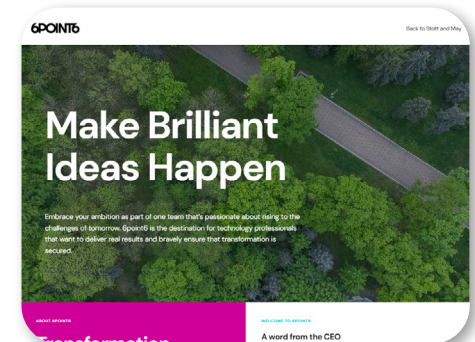 6POINT6
Back to Stott and May
Make Brilliant
Ideas Happen
Embrace your ambition as part of one team that's passionate about rising to the
challenges of tomorrow. 6point6 is the destination for technology professionals
that want to deliver real results and bravely ensure that transformation is
secured.
ABOUT 6POINT6
Transformation
WELCOME TO 6POINT6
A word from the CEO